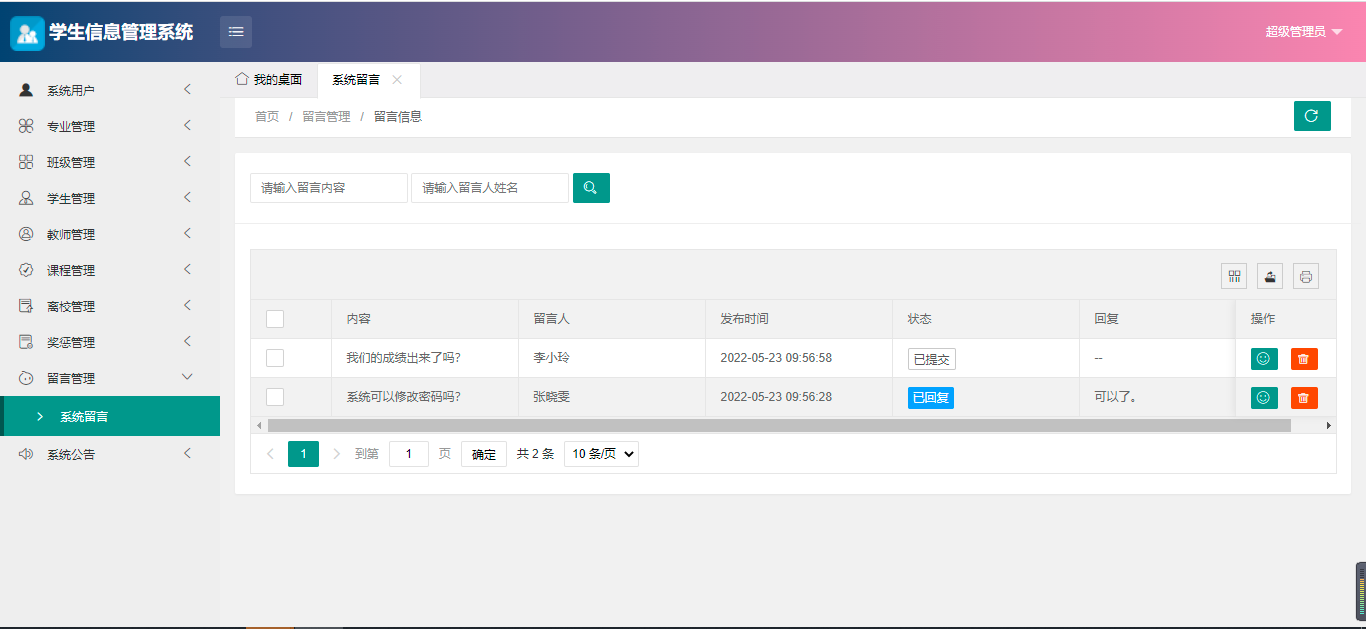 学生信息管理系统
超级管理员
系统用户
专业管理
班级管理
学生管理
教师管理
课程管理
离校管理
奖惩管理
留言管理
系统留言
系统公告
我的桌面 系统留言
首页 / 留言管理 / 留言信息
请输入留言内容 请输入留言人姓名
内容 留言人 发布时间 状态 回复 操作
我们的成绩出来了吗? 李小玲 2022-05-23 09:56:58 已提交 --
系统可以修改密码吗? 张晓雯 2022-05-23 09:56:28 已回复 可以了。
1 到第 1 页 确定 共 2 条 10 条/页